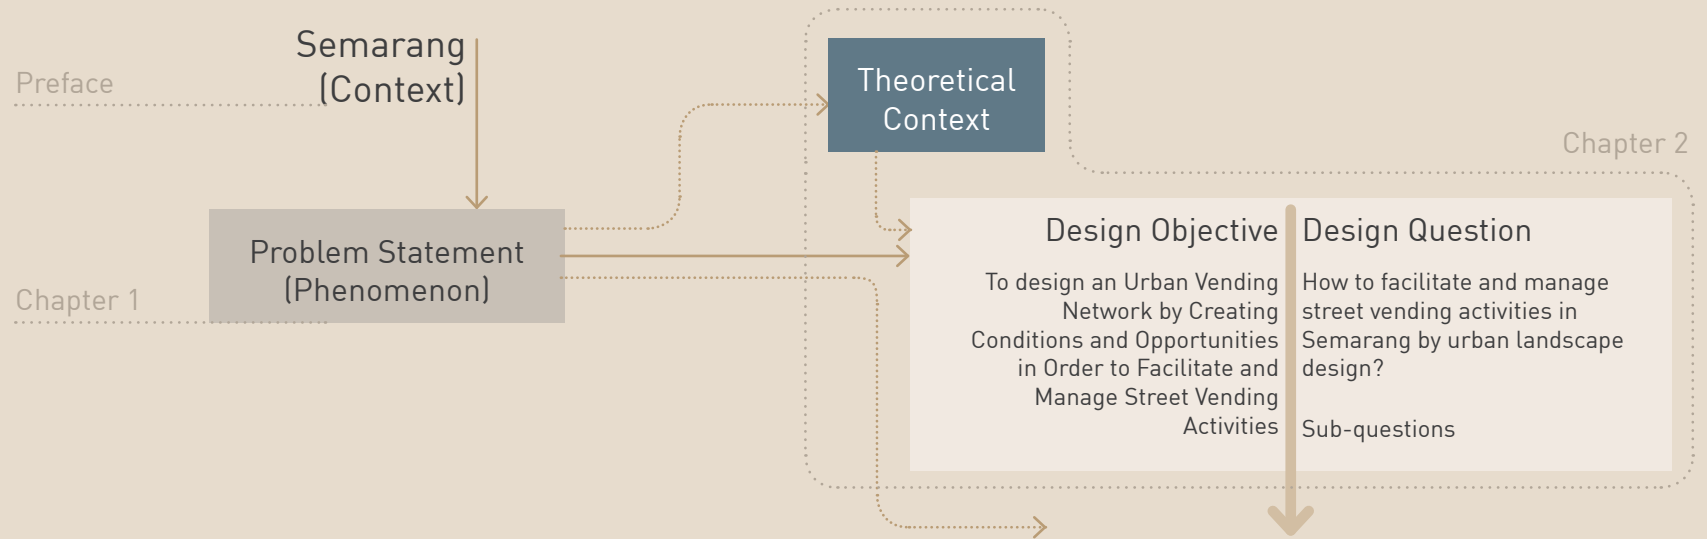 Preface
Semarang
(Context)
Theoretical
Context
Chapter 2
Chapter 1
Problem Statement
(Phenomenon)
Design Objective
To design an Urban Vending
Network by Creating
Conditions and Opportunities
in Order to Facilitate and
Manage Street Vending
Activities
Design Question
How to facilitate and manage
street vending activities in
Semarang by urban landscape
design?
Sub-questions